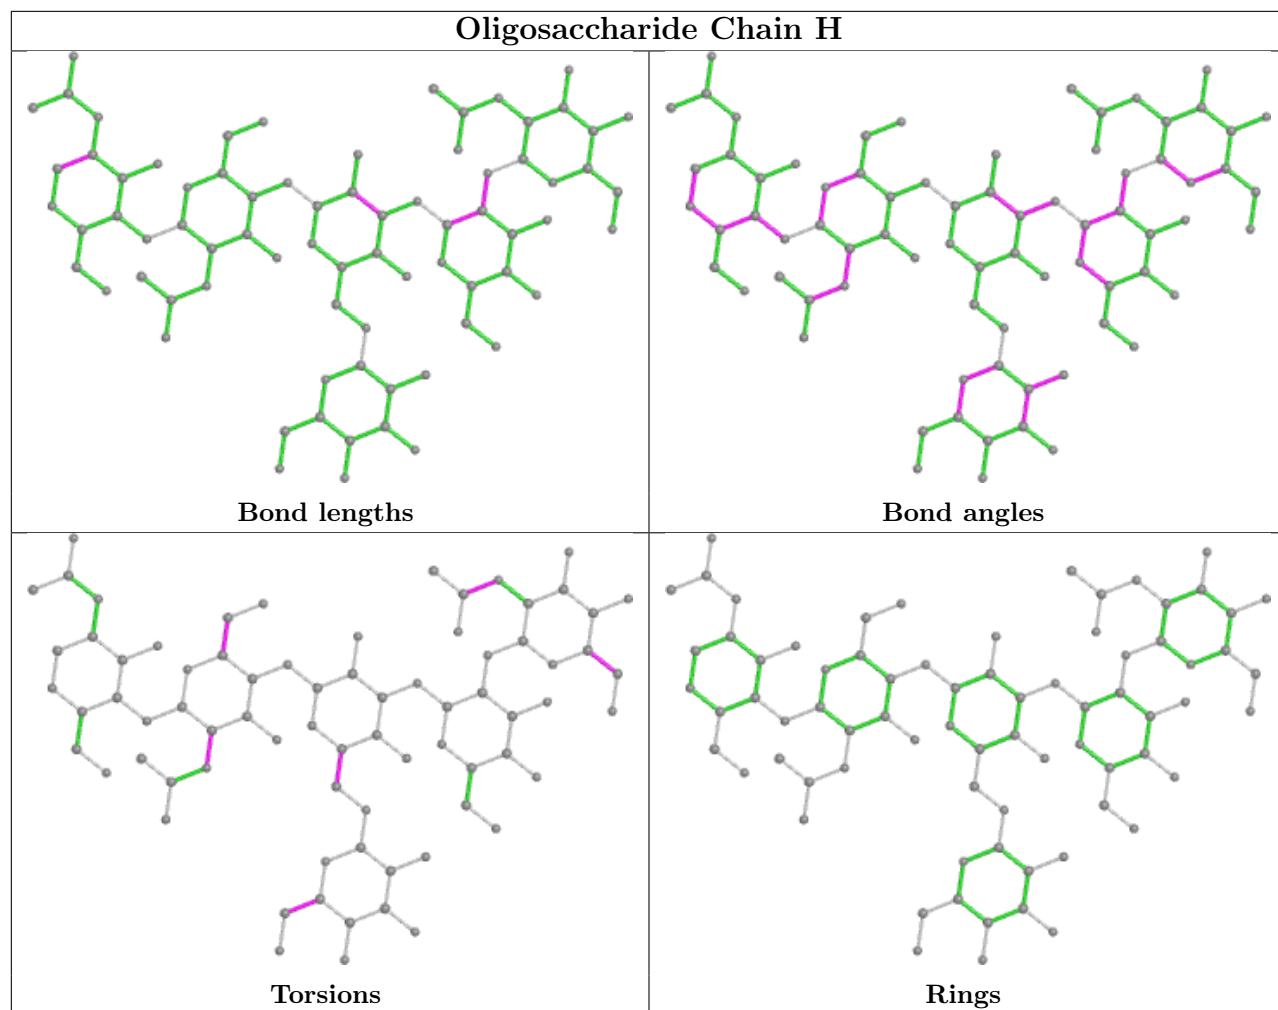 Oligosaccharide Chain H
Bond lengths
Bond angles
Torsions
Rings